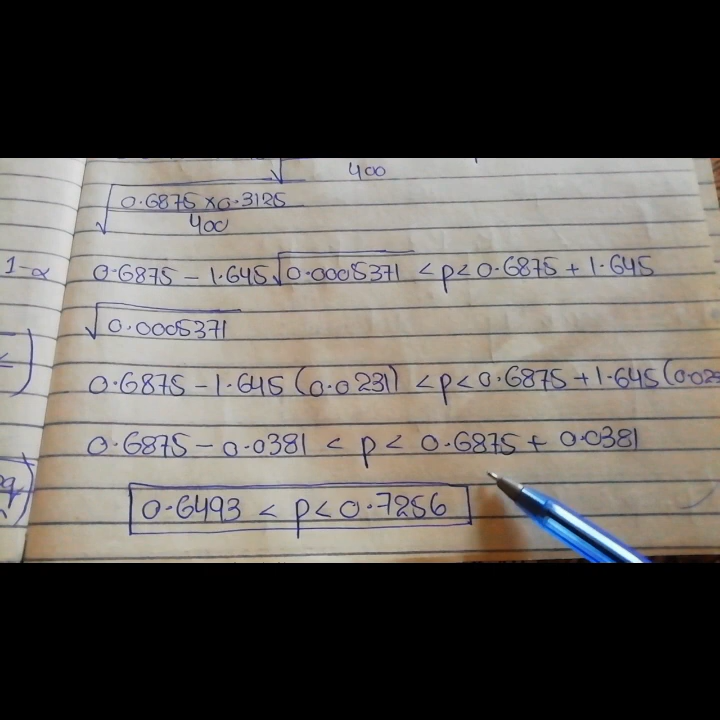 400
√0.6875 × 0.3125 / 400
1-α 0.6875 - 1.645√0.0005371 < p < 0.6875 + 1.645
√0.0005371
0.6875 - 1.645 (0.0231) < p < 0.6875 + 1.645 (0.02
0.6875 - 0.0381 < p < 0.6875 + 0.0381
0.6493 < p < 0.7256